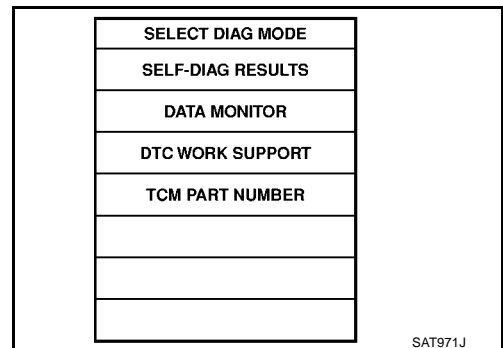 SELECT DIAG MODE
SELF-DIAG RESULTS
DATA MONITOR
DTC WORK SUPPORT
TCM PART NUMBER
SAT971J